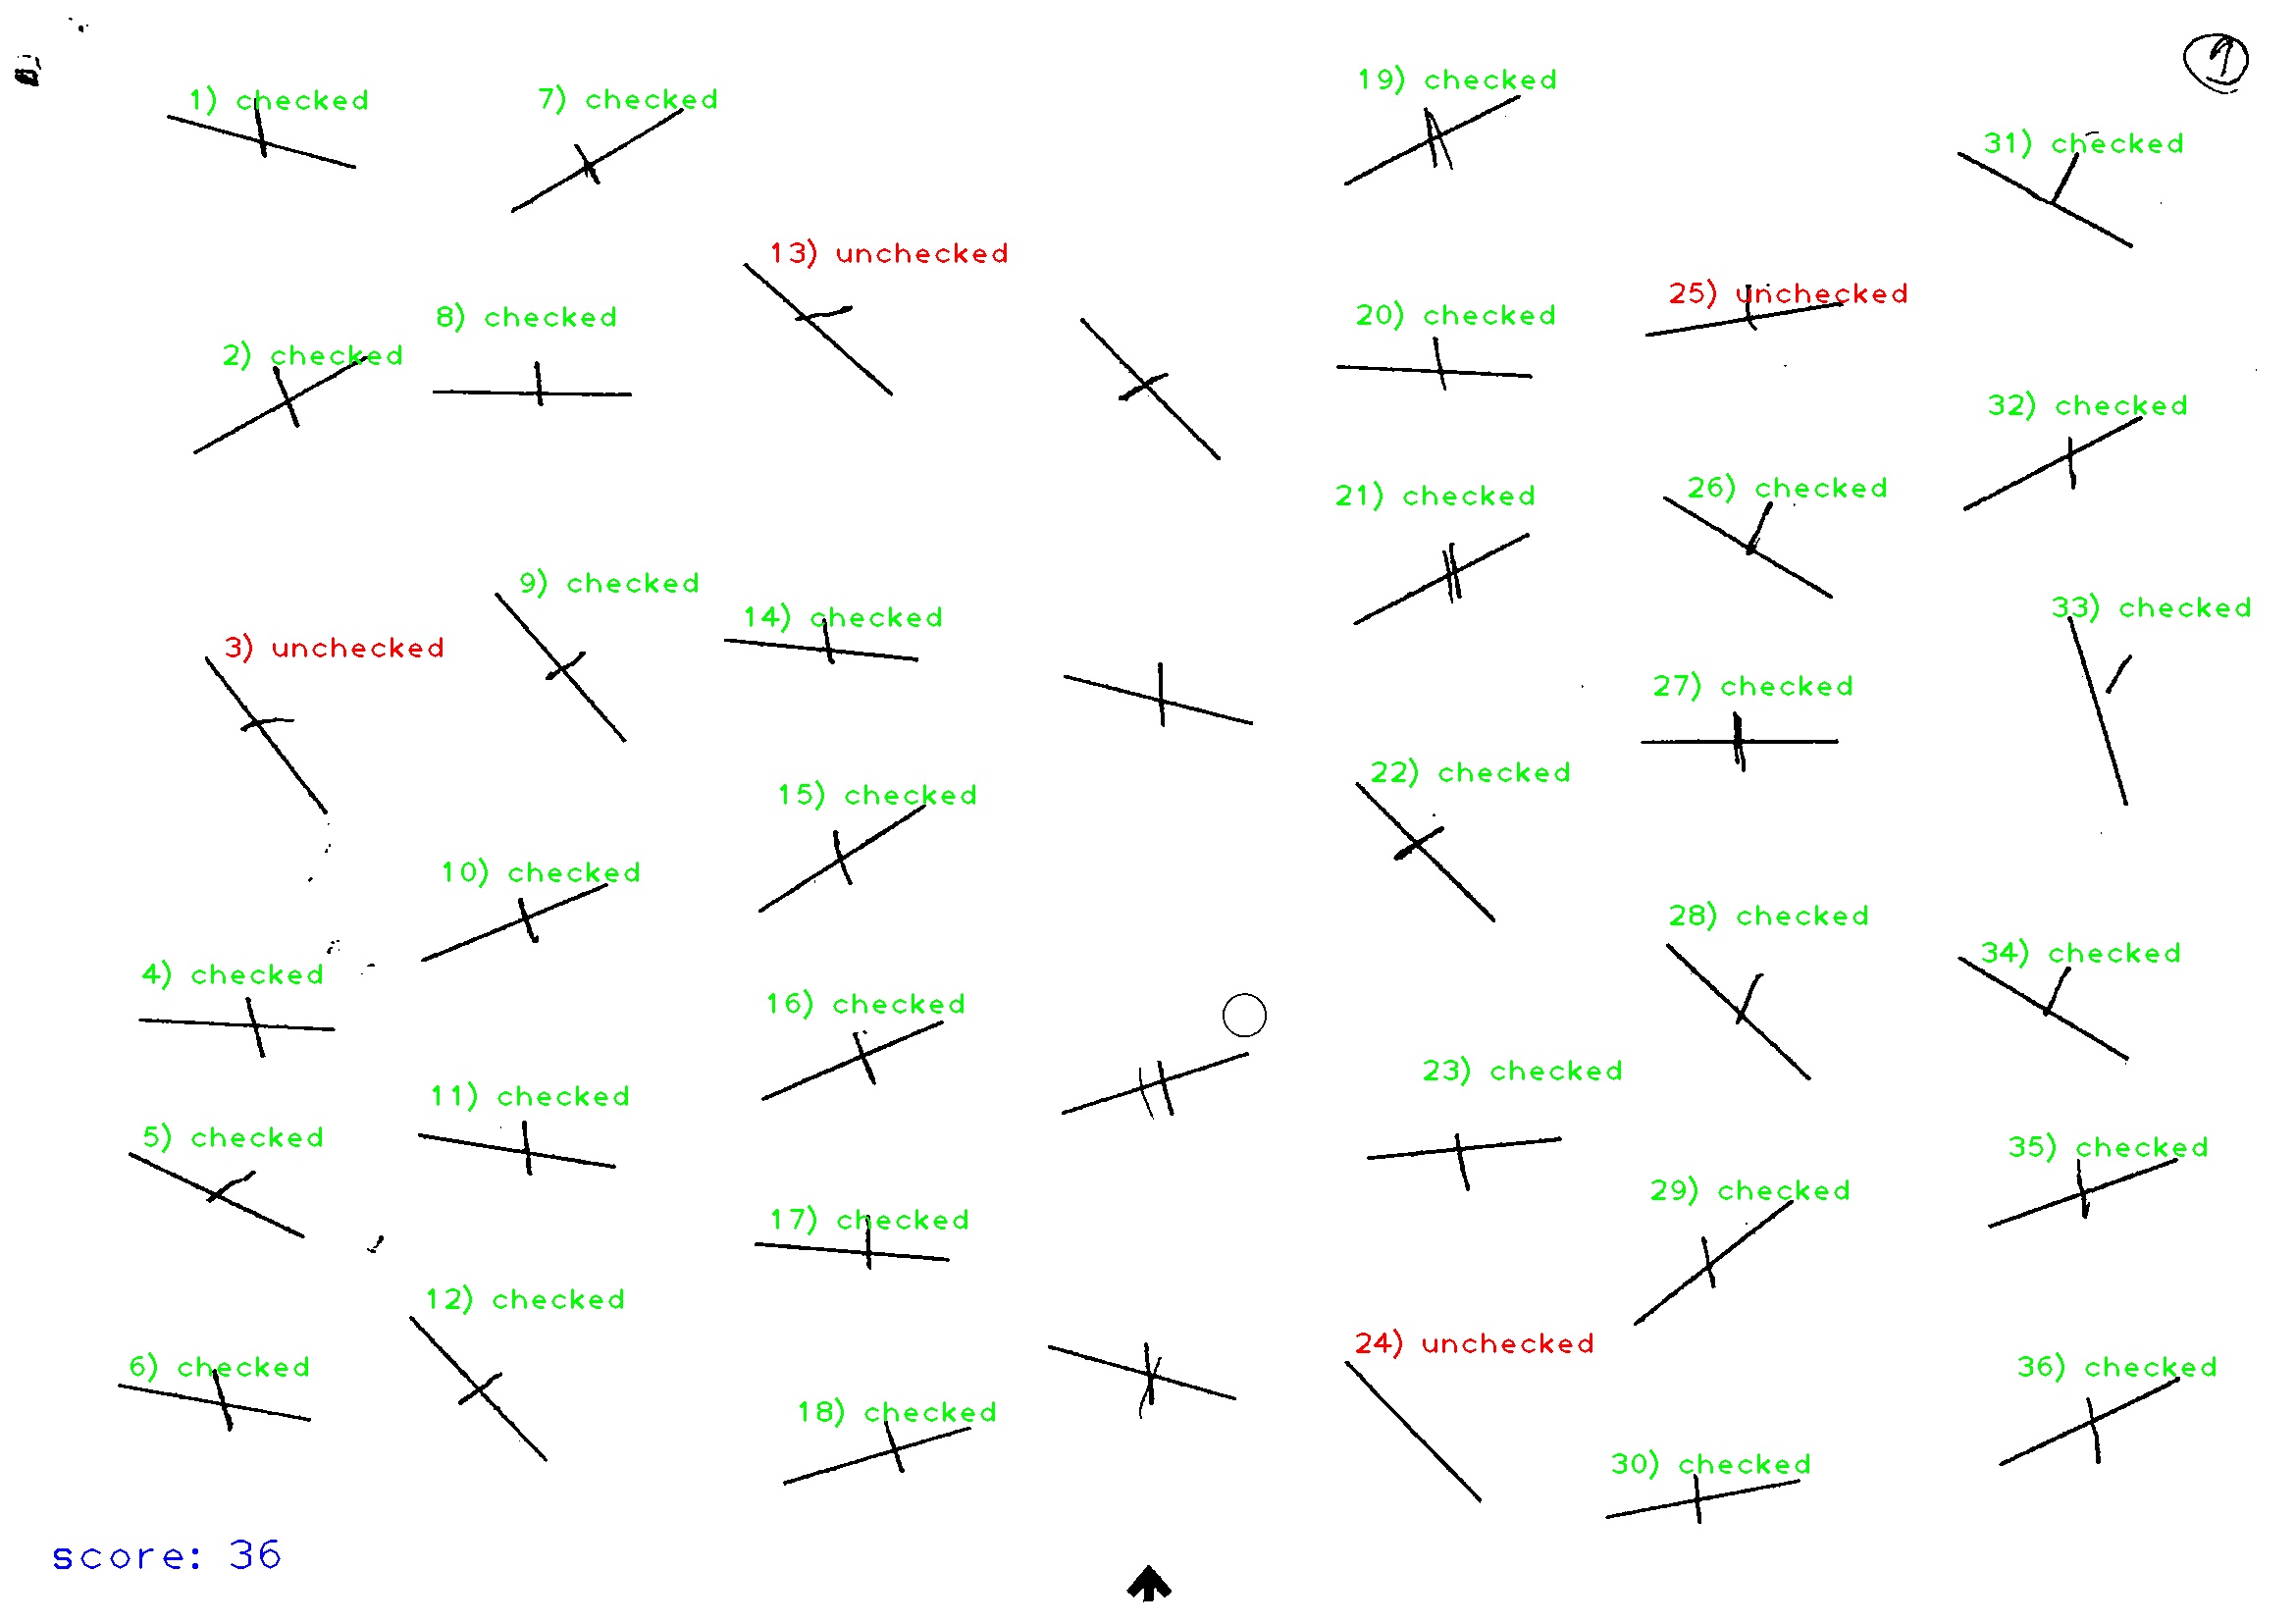 1) checked
2) checked
3) unchecked
4) checked
5) checked
6) checked
7) checked
8) checked
9) checked
10) checked
11) checked
12) checked
13) unchecked
14) checked
15) checked
16) checked
17) checked
18) checked
19) checked
20) checked
21) checked
22) checked
23) checked
24) unchecked
25) unchecked
26) checked
27) checked
28) checked
29) checked
30) checked
31) checked
32) checked
33) checked
34) checked
35) checked
36) checked
1
score: 36